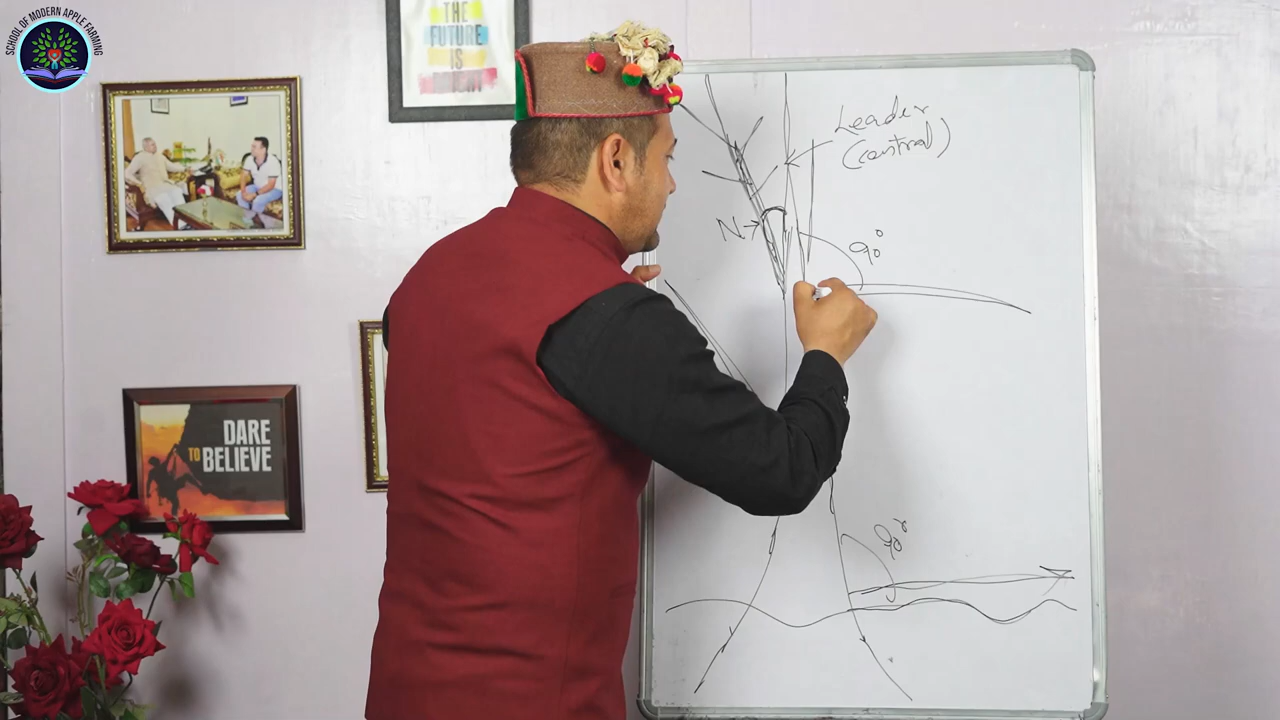 SCHOOL OF MODERN APPLE FARMING
THE
FUTURE
IS
DARE
TO BELIEVE
Leader
(central)
N→
90°
90°